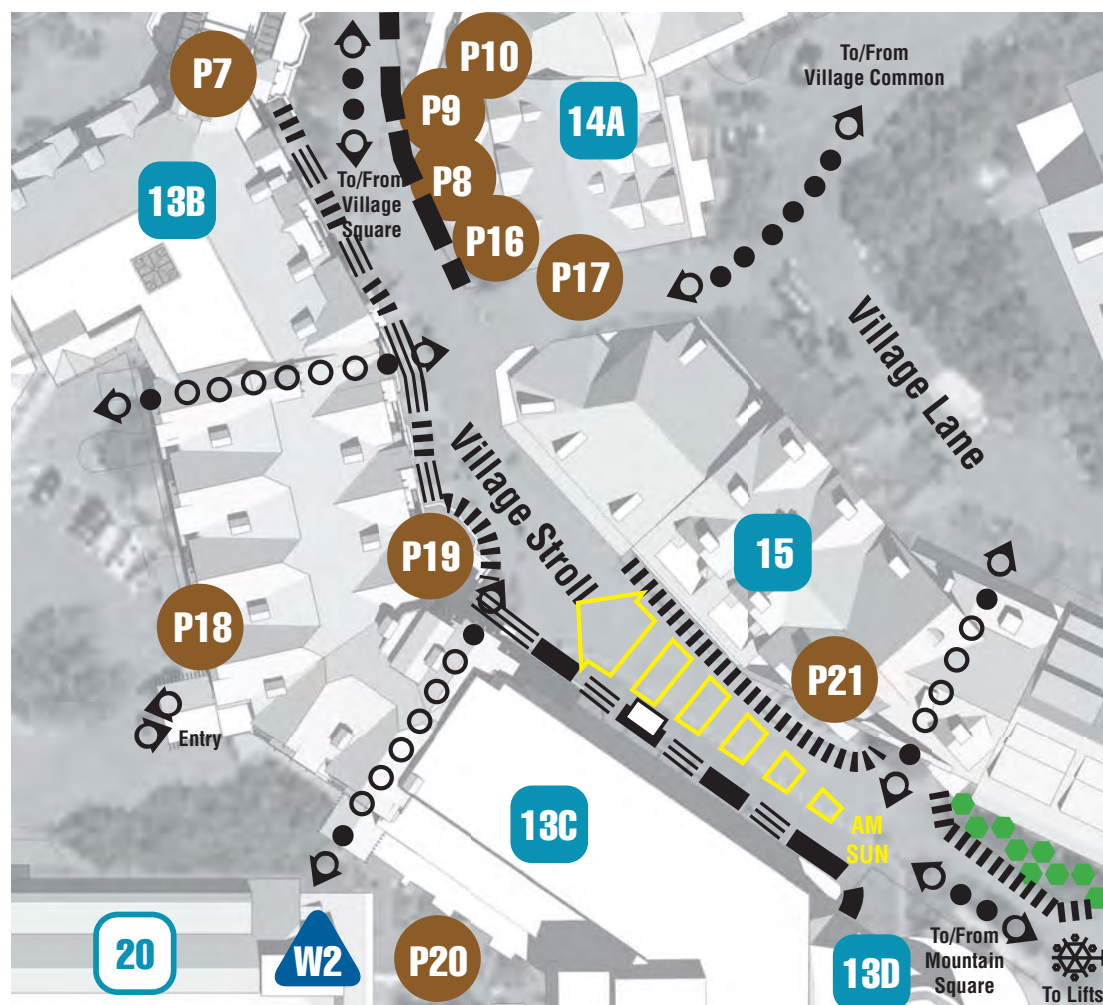 P7
P10
P9
P8
P16
P17
14A
To/From
Village Common
13B
To/From
Village
Square
Village Lane
Village Stroll
P19
15
P18
P21
Entry
13C
AM
SUN
20
W2
P20
13D
To/From
Mountain
Square
To Lifts